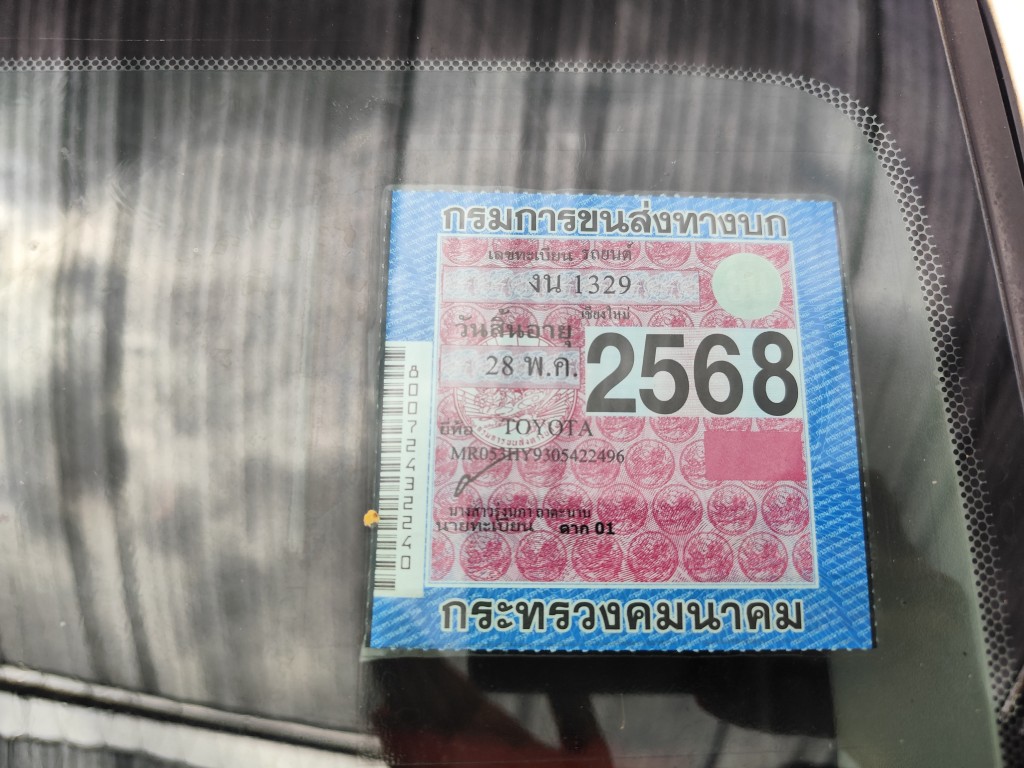 กรมการขนส่งทางบก
เลขทะเบียน รถยนต์
งน 1329
เชียงใหม่
วันสิ้นอายุ
28 พ.ค. 2568
ยี่ห้อ TOYOTA
MR053HY9305422496
นายทะเบียน ตาก 01
กระทรวงคมนาคม
80072432240